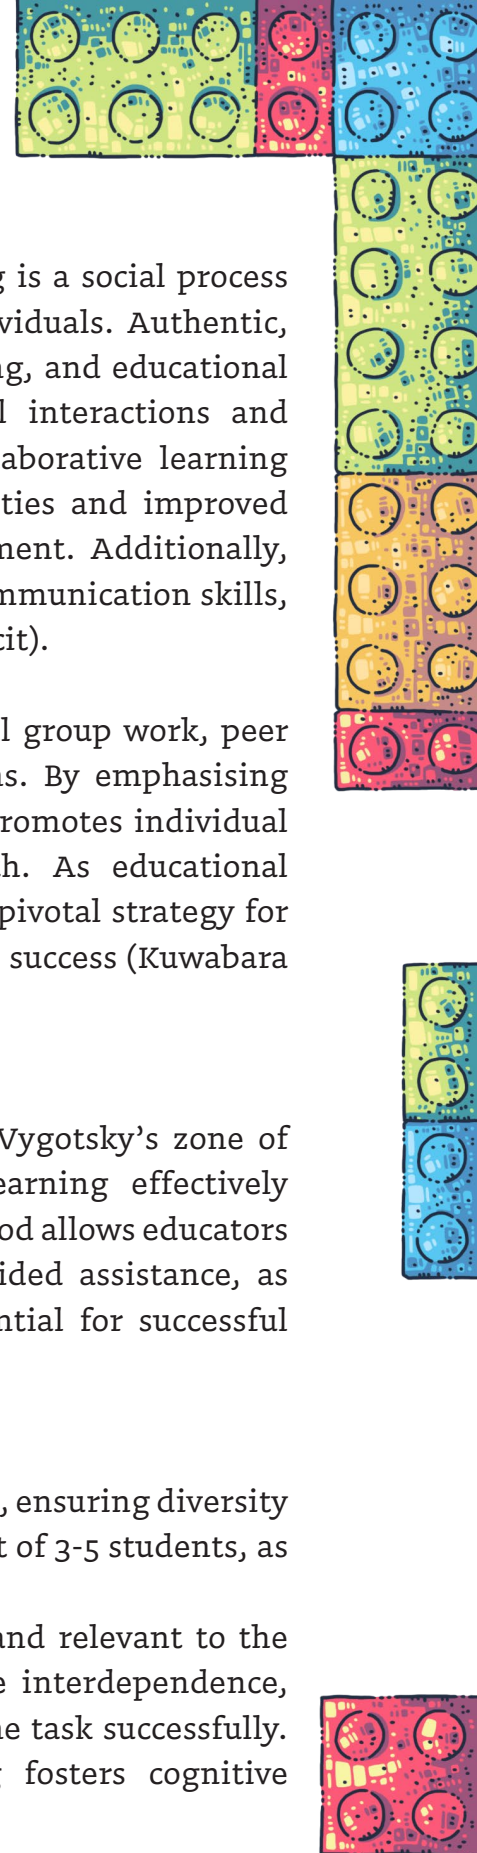 g is a social process
viduals. Authentic,
ng, and educational
l interactions and
aborative learning
ties and improved
ment. Additionally,
mmunication skills,
cit).
l group work, peer
ns. By emphasising
romotes individual
h. As educational
pivotal strategy for
success (Kuwabara
Vygotsky’s zone of
earning effectively
od allows educators
ided assistance, as
ntial for successful
, ensuring diversity
t of 3-5 students, as
and relevant to the
e interdependence,
ne task successfully.
g fosters cognitive